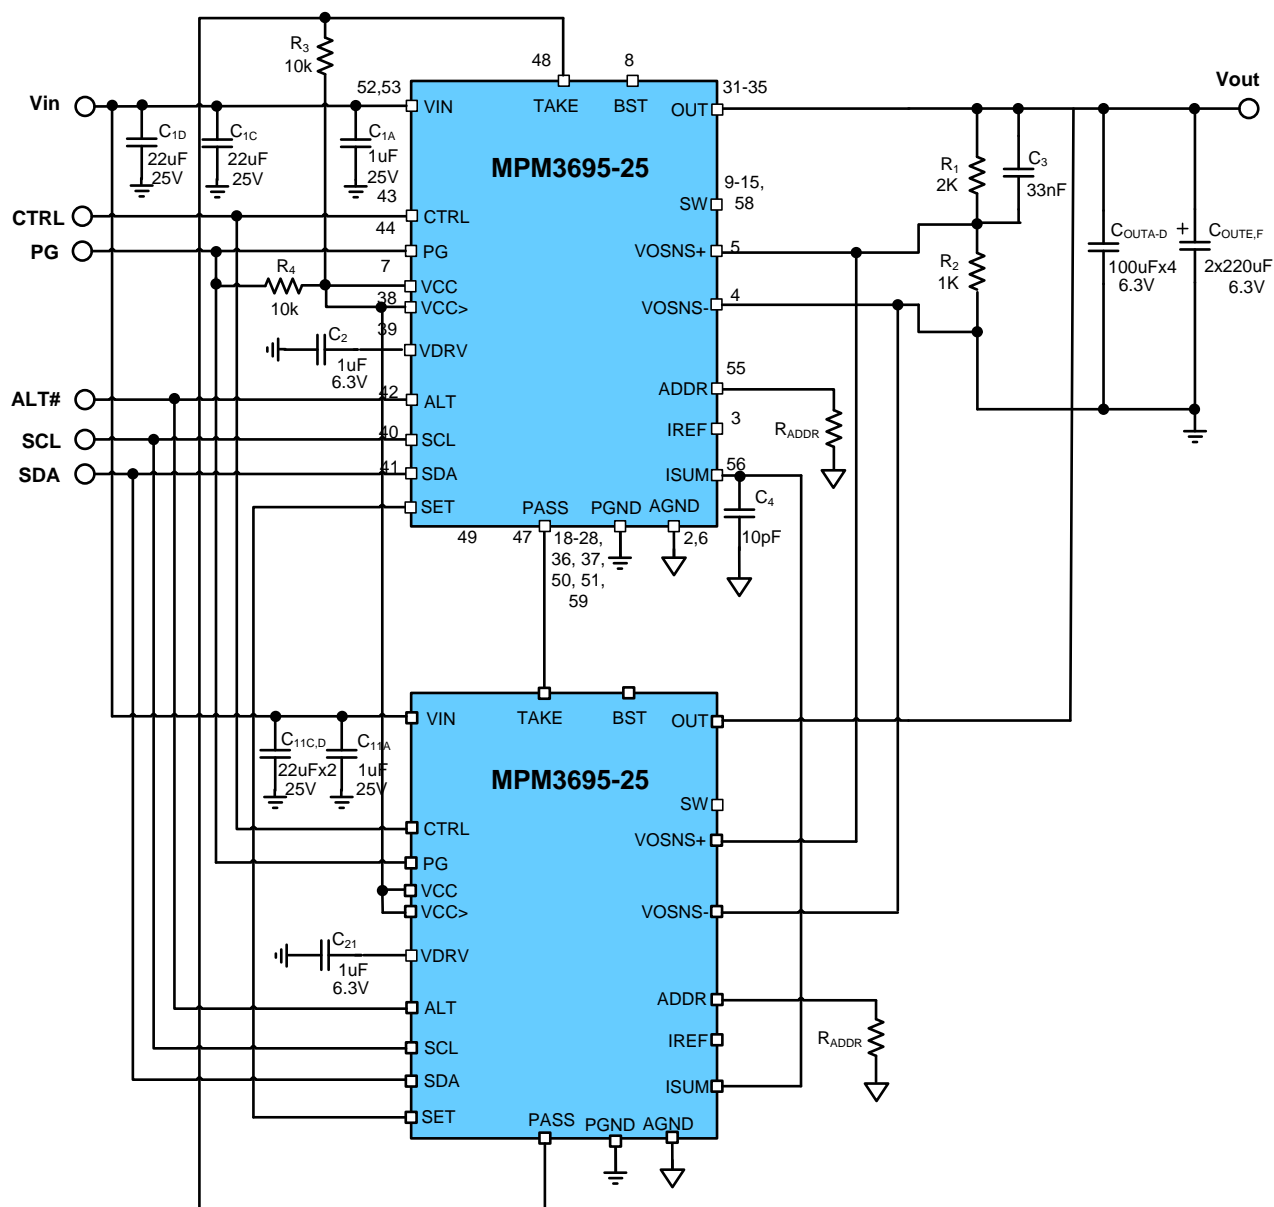 R3
10k
48
8
52,53
31-35
Vin
VIN
TAKE
BST
OUT
Vout
C1D
22uF
25V
C1C
22uF
25V
C1A
1uF
25V
MPM3695-25
R1
2K
C3
33nF
9-15,
58
SW
43
CTRL
CTRL
44
PG
PG
VOSNS+
5
R4
10k
7
VCC
38
VCC>
VOSNS-
4
R2
1K
COUTA-D
100uFx4
6.3V
+
COUTE,F
2x220uF
6.3V
39
C2
1uF
6.3V
VDRV
ALT#
42
ALT
ADDR
55
RADDR
SCL
40
SCL
IREF
3
SDA
41
SDA
ISUM
56
SET
PASS
PGND
AGND
C4
10pF
49
47
18-28,
36, 37,
50, 51,
59
2,6
VIN
TAKE
BST
OUT
C11C,D
22uFx2
25V
C11A
1uF
25V
MPM3695-25
SW
CTRL
VOSNS+
PG
VCC
VCC>
VOSNS-
C21
1uF
6.3V
VDRV
ADDR
ALT
RADDR
IREF
SCL
SDA
ISUM
SET
PASS
PGND
AGND